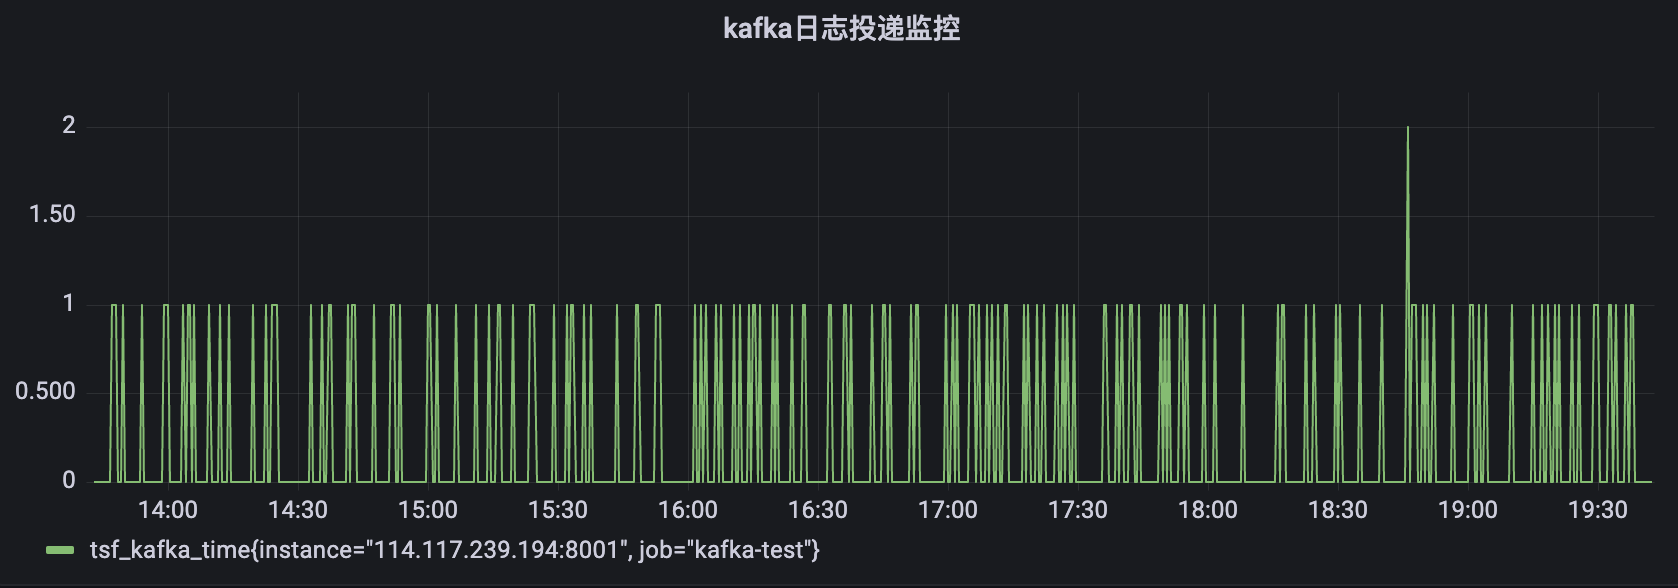 kafka日志投递监控
2
1.50
1
0.500
0
14:00 14:30 15:00 15:30 16:00 16:30 17:00 17:30 18:00 18:30 19:00 19:30
tsf_kafka_time{instance="114.117.239.194:8001", job="kafka-test"}